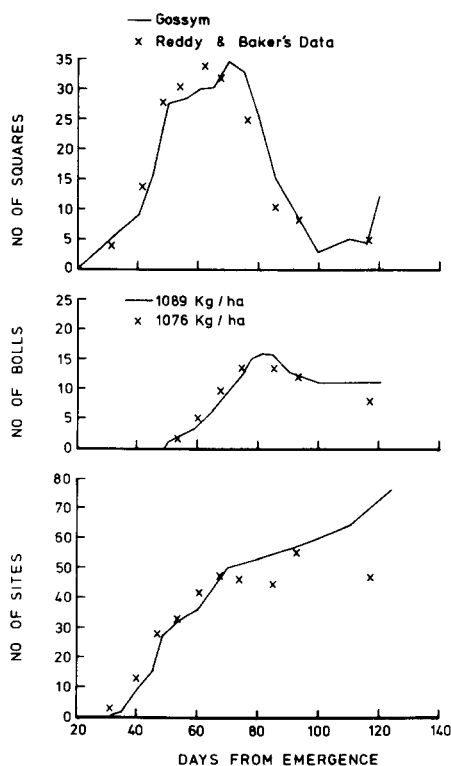 Gossym
x Reddy & Baker's Data
35
30
25
20
15
10
5
0
NO OF SQUARES
1089 Kg/ha
x 1076 Kg/ha
25
20
15
10
5
0
NO OF BOLLS
80
70
60
50
40
30
20
10
0
NO OF SITES
20 40 60 80 100 120 140
DAYS FROM EMERGENCE